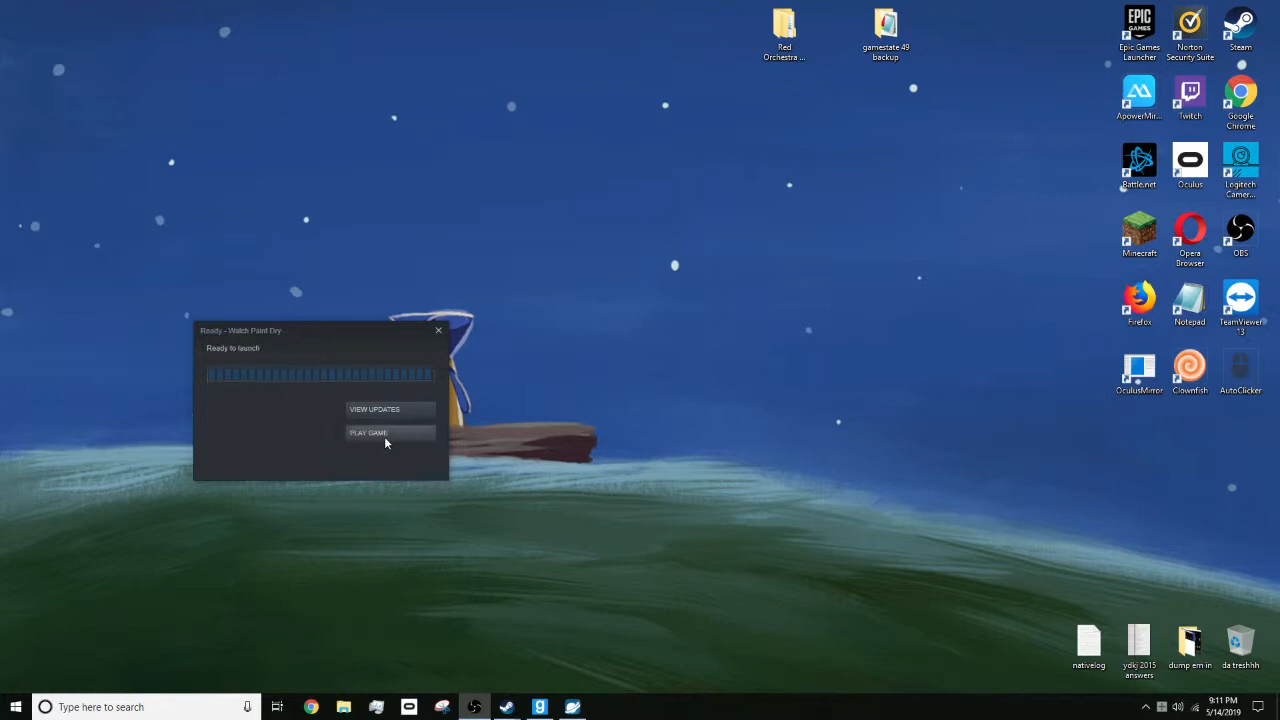 Red
Orchestra ...
gamestate 49
backup
EPIC
GAMES
Epic Games
Launcher
Norton
Security Suite
Steam
ApowerMir...
Twitch
Google
Chrome
Battle.net
Oculus
Logitech
Camer...
Minecraft
Opera
Browser
OBS
Firefox
Notepad
TeamViewer
13
OculusMirror
Clownfish
AutoClicker
Ready - Watch Paint Dry
Ready to launch
VIEW UPDATES
PLAY GAME
nativelog
ydkj 2015
answers
dump em in
da treshhh
Type here to search
9:11 PM
5/14/2019